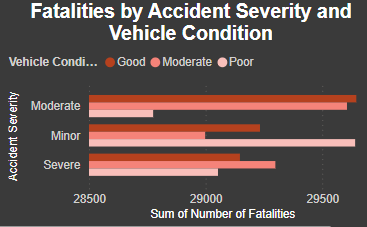 Fatalities by Accident Severity and
Vehicle Condition
Vehicle Condi... Good Moderate Poor
Accident Severity
Moderate
Minor
Severe
28500 29000 29500
Sum of Number of Fatalities